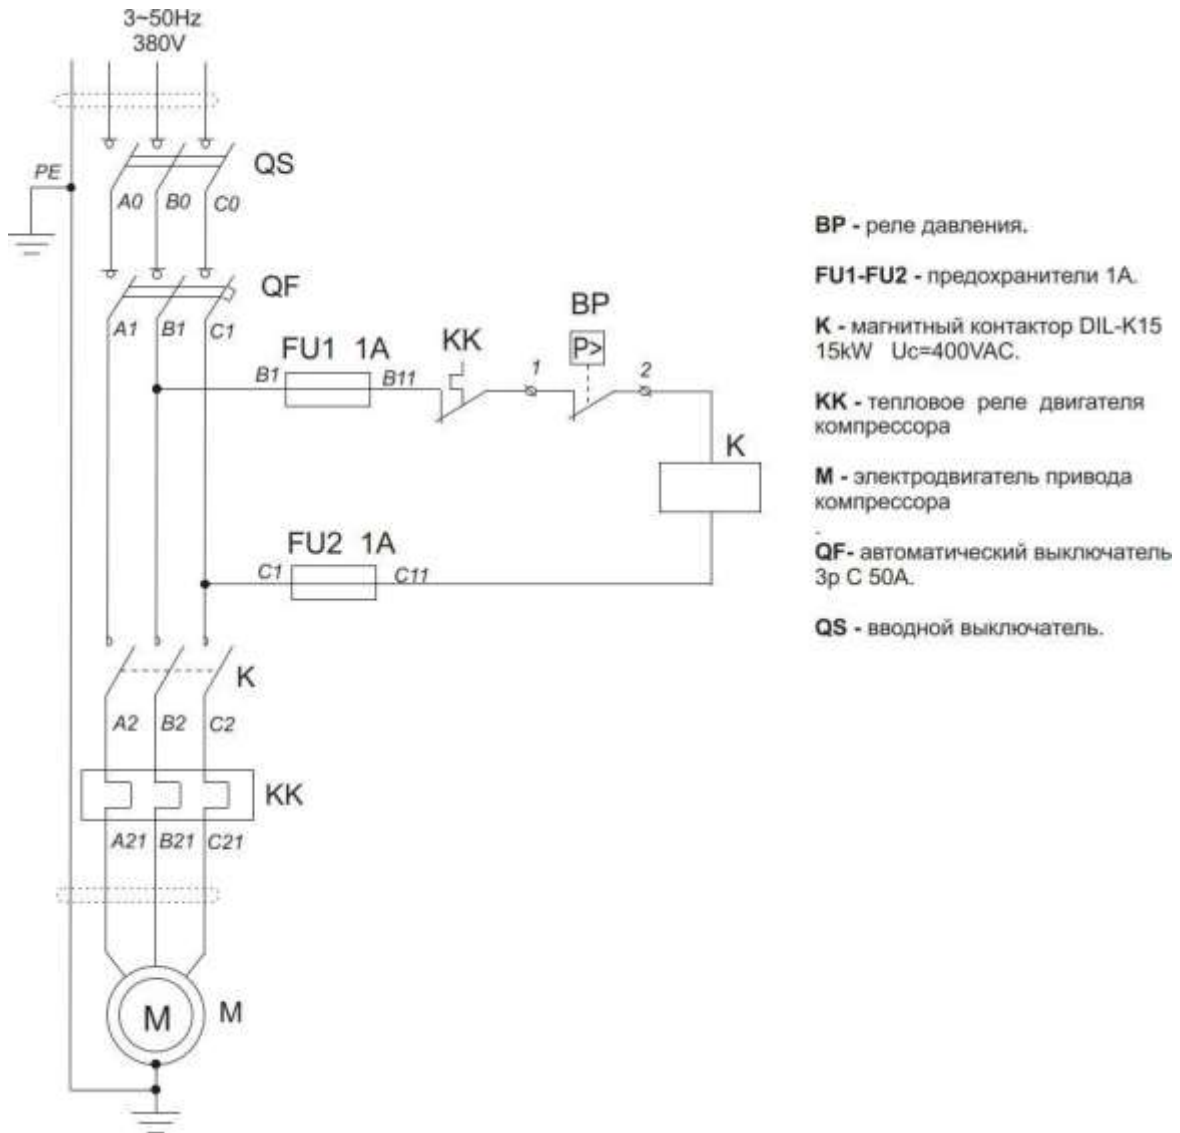 3~50Hz
380V
QS
PE
A0 B0 C0
QF
A1 B1 C1
FU1 1A
B1
B11
KK
1
BP
P>
2
K
FU2 1A
C1
C11
K
A2 B2 C2
KK
A21 B21 C21
M
M
BP - реле давления.
FU1-FU2 - предохранители 1А.
K - магнитный контактор DIL-K15
15kW Uc=400VAC.
KK - тепловое реле двигателя
компрессора
M - электродвигатель привода
компрессора
.
QF- автоматический выключатель
3р С 50А.
QS - вводной выключатель.